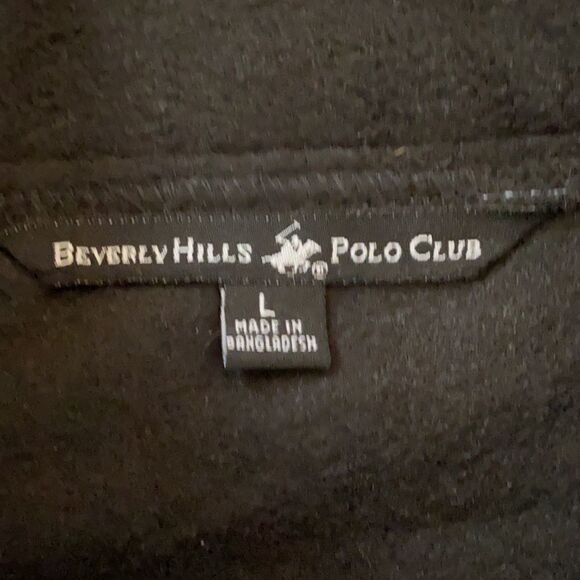 BEVERLY HILLS POLO CLUB
L
MADE IN
BANGLADESH